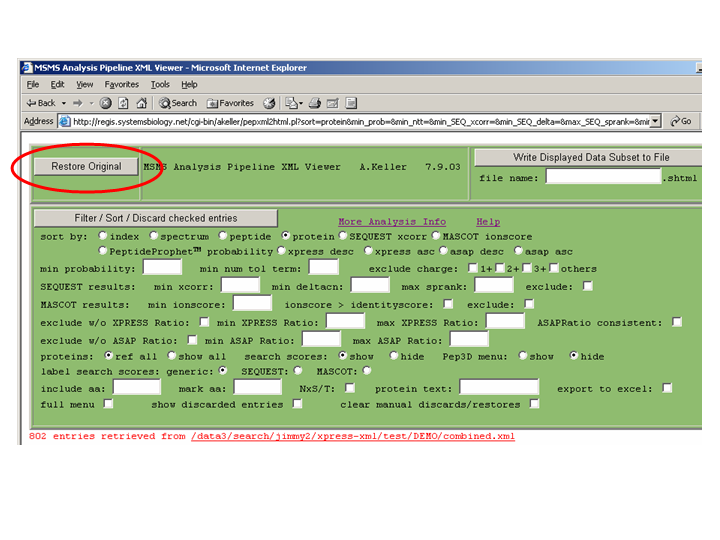 MSMS Analysis Pipeline XML Viewer - Microsoft Internet Explorer
File Edit View Favorites Tools Help
Back Search Favorites
Address http://regis.systemsbiology.net/cgi-bin/akeller/pepxml2html.pl?sort=protein&min_prob=&min_ntt=&min_SEQ_xcorr=&min_SEQ_delta=&max_SEQ_sprank=&mir Go
Restore Original MSMS Analysis Pipeline XML Viewer A.Keller 7.9.03 Write Displayed Data Subset to File
file name: .shtml
Filter / Sort / Discard checked entries More Analysis Info Help
sort by: index spectrum peptide protein SEQUEST xcorr MASCOT ionscore
PeptideProphet™ probability xpress desc xpress asc asap desc asap asc
min probability: min num tol term: exclude charge: 1+ 2+ 3+ others
SEQUEST results: min xcorr: min deltacn: max sprank: exclude:
MASCOT results: min ionscore: ionscore > identityscore: exclude:
exclude w/o XPRESS Ratio: min XPRESS Ratio: max XPRESS Ratio: ASAPRatio consistent:
exclude w/o ASAP Ratio: min ASAP Ratio: max ASAP Ratio:
proteins: ref all show all search scores: show hide Pep3D menu: show hide
label search scores: generic: SEQUEST: MASCOT:
include aa: mark aa: NxS/T: protein text: export to excel:
full menu show discarded entries clear manual discards/restores
802 entries retrieved from /data3/search/jimmy2/xpress-xml/test/DEMO/combined.xml